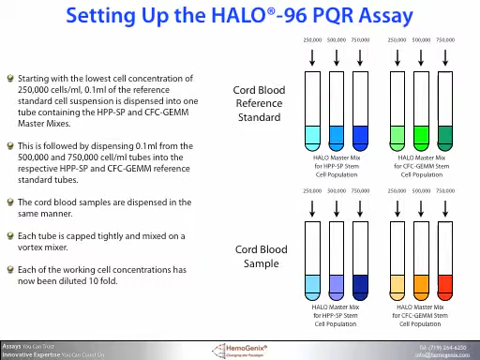 Setting Up the HALO®-96 PQR Assay
Starting with the lowest cell concentration of
250,000 cells/ml, 0.1ml of the reference
standard cell suspension is dispensed into one
tube containing the HPP-SP and CFC-GEMM
Master Mixes.
This is followed by dispensing 0.1ml from the
500,000 and 750,000 cell/ml tubes into the
respective HPP-SP and CFC-GEMM reference
standard tubes.
The cord blood samples are dispensed in the
same manner.
Each tube is capped tightly and mixed on a
vortex mixer.
Each of the working cell concentrations has
now been diluted 10 fold.
250,000 500,000 750,000 250,000 500,000 750,000
Cord Blood
Reference
Standard
HALO Master Mix
for HPP-SP Stem
Cell Population
HALO Master Mix
for CFC-GEMM Stem
Cell Population
250,000 500,000 750,000 250,000 500,000 750,000
Cord Blood
Sample
HALO Master Mix
for HPP-SP Stem
Cell Population
HALO Master Mix
for CFC-GEMM Stem
Cell Population
Assays You Can Trust
Innovative Expertise You Can Count On
HemoGenix®
Changing the Paradigm
Tel: (719) 264-6250
info@hemogenix.com